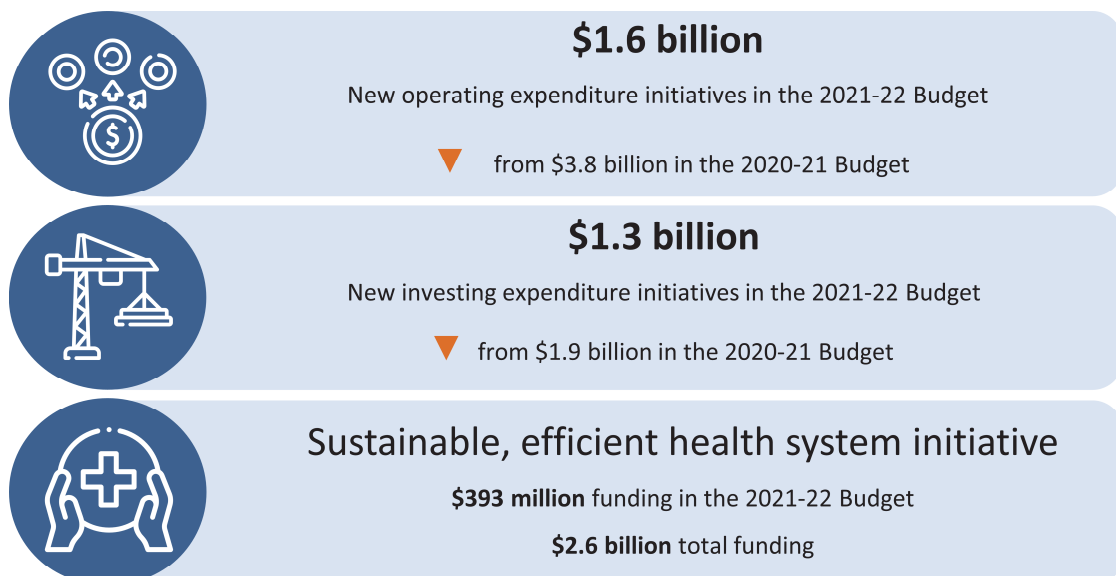 $1.6 billion
New operating expenditure initiatives in the 2021-22 Budget
from $3.8 billion in the 2020-21 Budget
$1.3 billion
New investing expenditure initiatives in the 2021-22 Budget
from $1.9 billion in the 2020-21 Budget
Sustainable, efficient health system initiative
$393 million funding in the 2021-22 Budget
$2.6 billion total funding